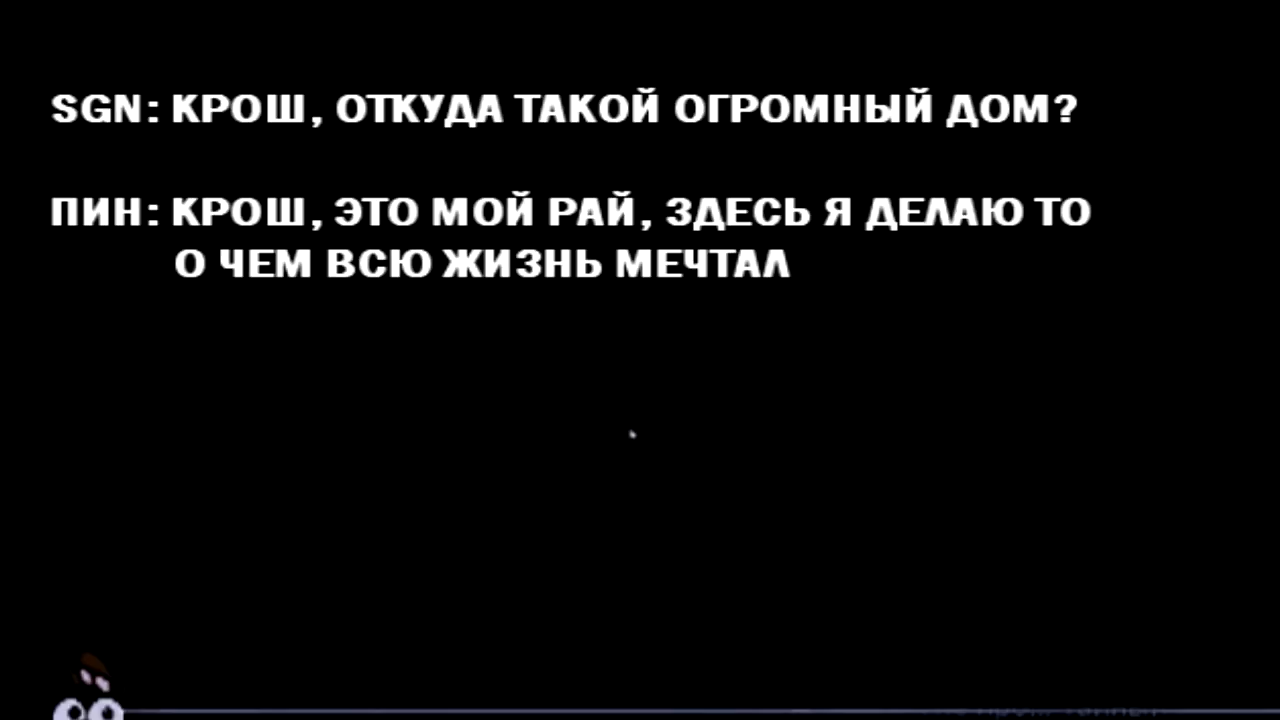 SGN: КРОШ, ОТКУДА ТАКОЙ ОГРОМНЫЙ ДОМ?
ПИН: КРОШ, ЭТО МОЙ РАЙ, ЗДЕСЬ Я ДЕЛАЮ ТО
О ЧЕМ ВСЮ ЖИЗНЬ МЕЧТАЛ